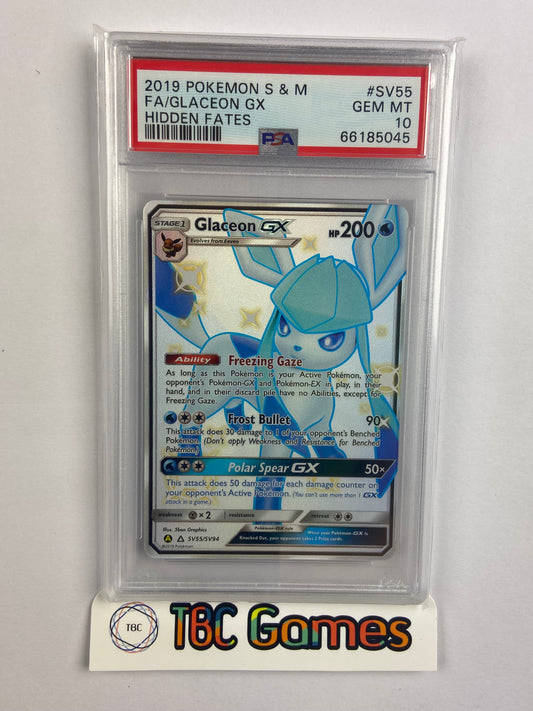 2019 POKEMON S & M #SV55
FA/GLACEON GX GEM MT
HIDDEN FATES 10
PSA 66185045
STAGE 1 Glaceon GX HP 200
Evolves from Eevee
Ability Freezing Gaze
As long as this Pokémon is your Active Pokémon, your
opponent's Pokémon-GX and Pokémon-EX in play, in their
hand, and in their discard pile have no Abilities, except for
Freezing Gaze.
Frost Bullet 90
This attack does 30 damage to 1 of your opponent's Benched
Pokémon. (Don't apply Weakness and Resistance for Benched
Pokémon.)
Polar Spear GX 50×
This attack does 50 damage for each damage counter on
your opponent's Active Pokémon. (You can't use more than 1 GX
attack in a game.)
weakness ×2 resistance retreat
Pokémon-GX rule When your Pokémon-GX is
Knocked Out, your opponent takes 2 Prize cards.
Illus. 5ban Graphics
A SV55/SV94
©2019 Pokémon
TBC TBC Games